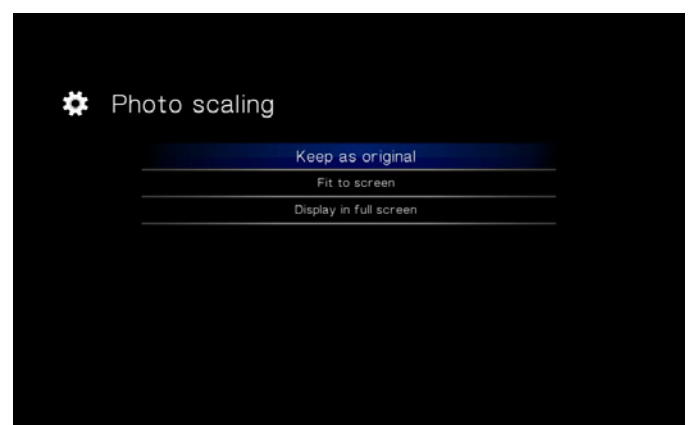 Photo scaling
Keep as original
Fit to screen
Display in full screen